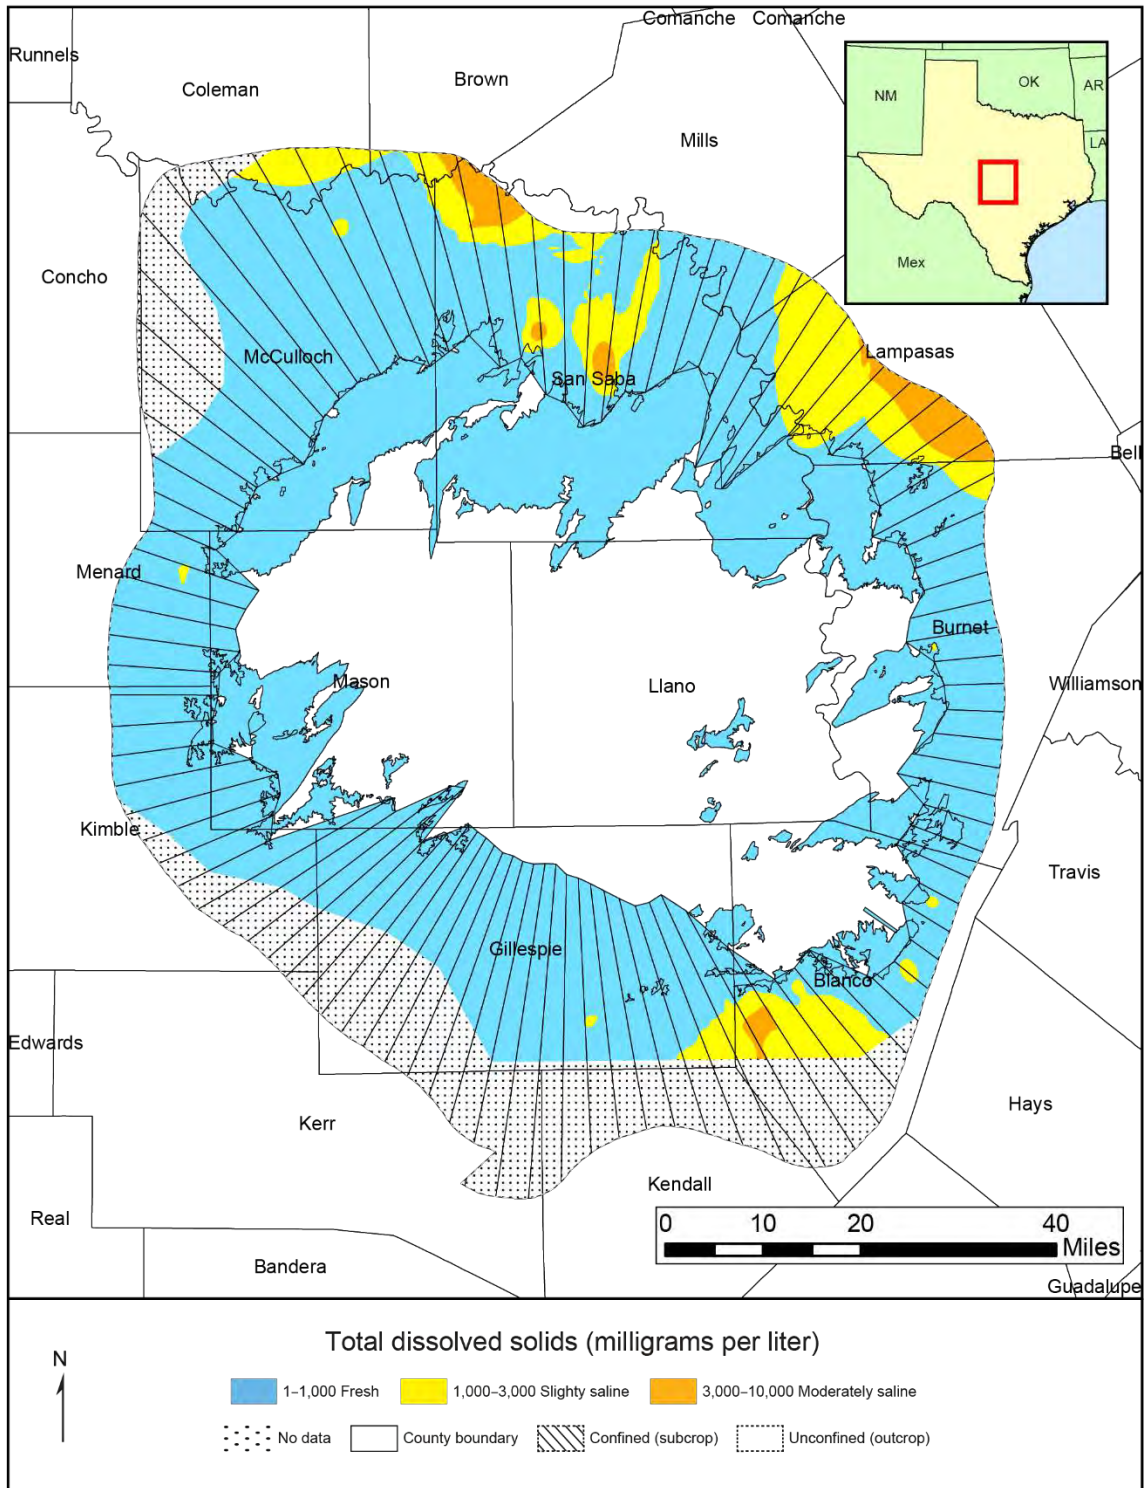 Comanche
Comanche
Runnels
Coleman
Brown
Mills
NM
OK
AR
LA
Mex
Concho
McCulloch
San Saba
Lampasas
Bell
Menard
Burnet
Mason
Llano
Williamson
Kimble
Travis
Gillespie
Blanco
Edwards
Hays
Kerr
Kendall
Real
Bandera
0 10 20 40
Miles
Guadalupe
N
Total dissolved solids (milligrams per liter)
1–1,000 Fresh
1,000–3,000 Slighty saline
3,000–10,000 Moderately saline
No data
County boundary
Confined (subcrop)
Unconfined (outcrop)